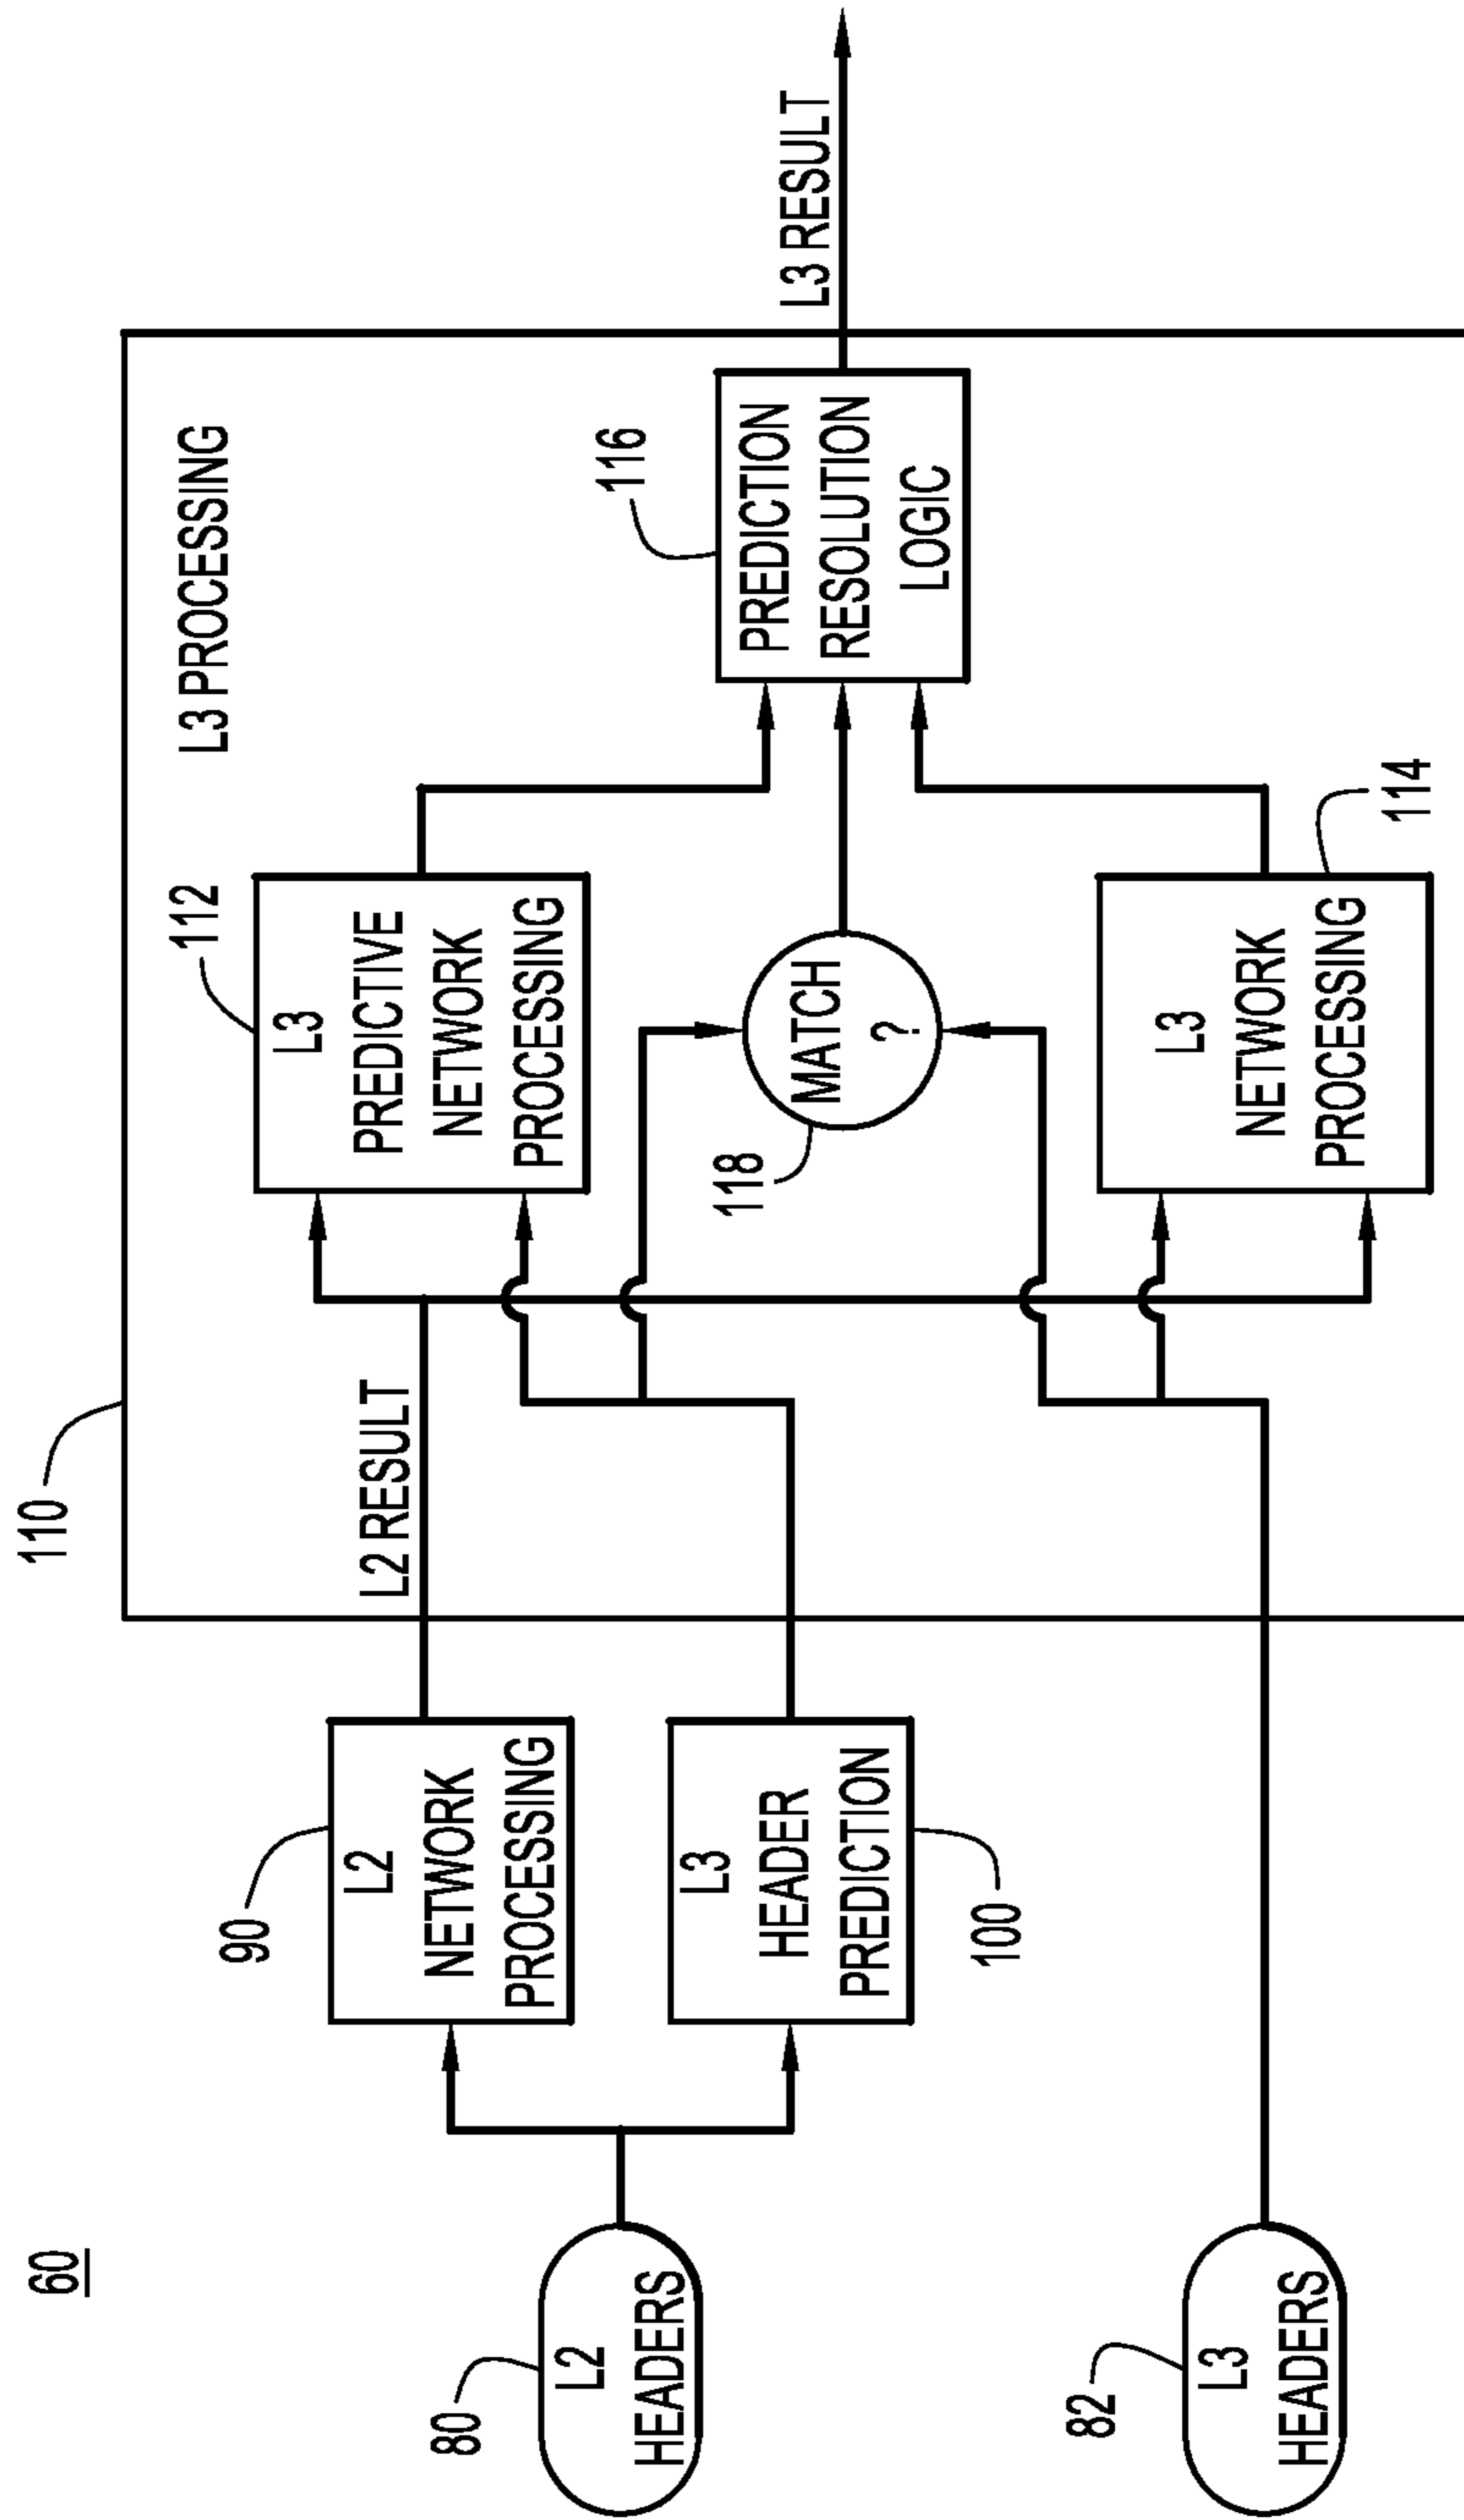 60
110
L3 PROCESSING
80
L2
HEADERS
82
L3
HEADERS
90
L2
NETWORK
PROCESSING
L3
HEADER
PREDICTION
100
L2 RESULT
112
L3
PREDICTIVE
NETWORK
PROCESSING
118
MATCH
?
L3
NETWORK
PROCESSING
114
116
PREDICTION
RESOLUTION
LOGIC
L3 RESULT